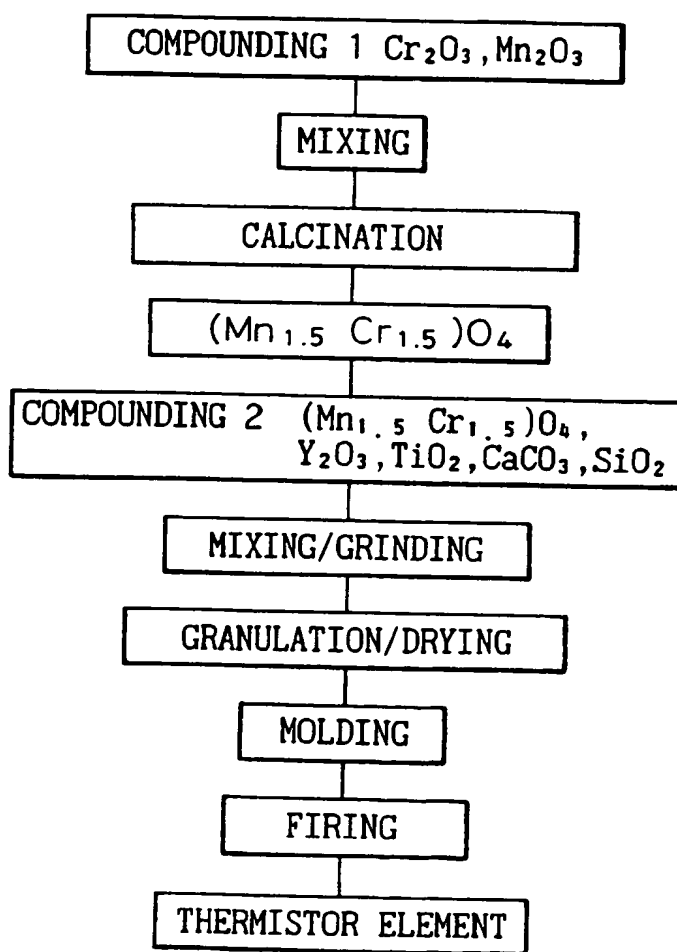 COMPOUNDING 1 Cr₂O₃,Mn₂O₃
MIXING
CALCINATION
(Mn₁.₅ Cr₁.₅)O₄
COMPOUNDING 2 (Mn₁.₅ Cr₁.₅)O₄,
Y₂O₃,TiO₂,CaCO₃,SiO₂
MIXING/GRINDING
GRANULATION/DRYING
MOLDING
FIRING
THERMISTOR ELEMENT